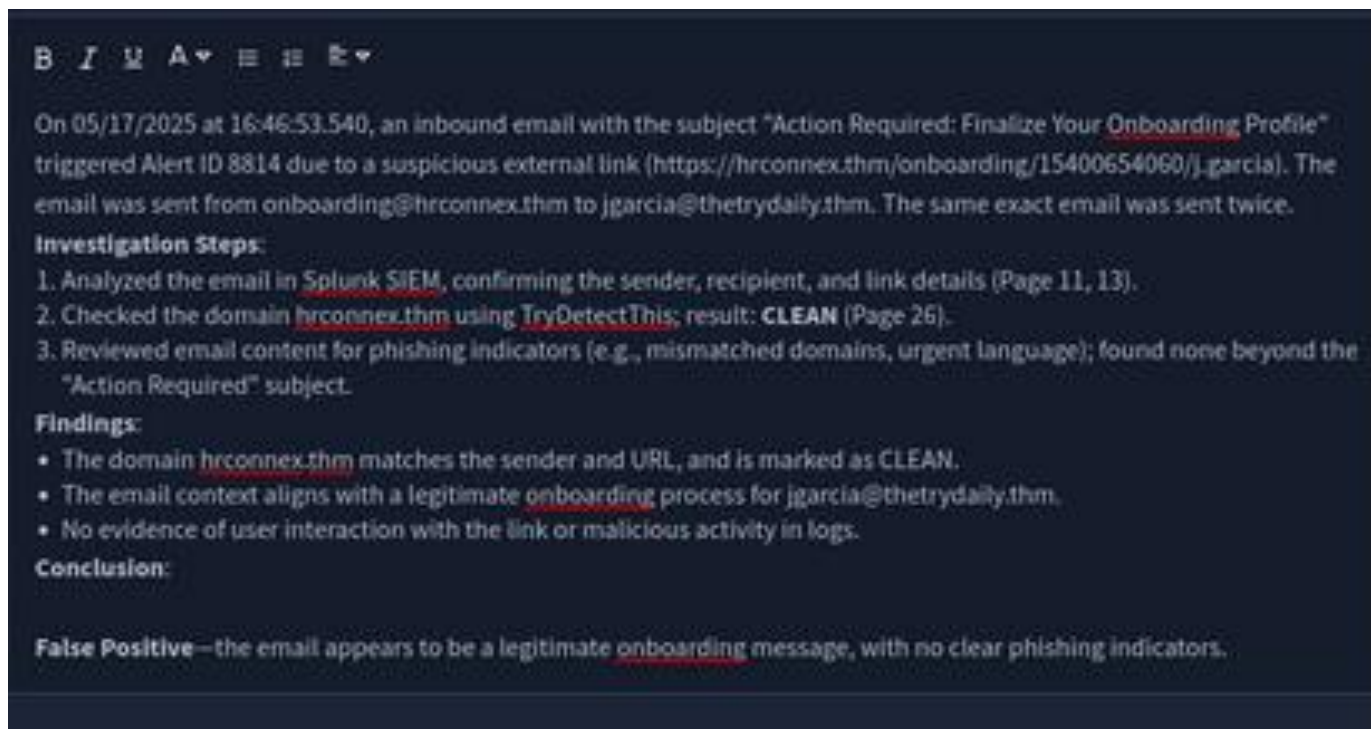 B I U A
On 05/17/2025 at 16:46:53.540, an inbound email with the subject "Action Required: Finalize Your Onboarding Profile"
triggered Alert ID 8814 due to a suspicious external link (https://hrconnex.thm/onboarding/15400654060/j.garcia). The
email was sent from onboarding@hrconnex.thm to jgarcia@thetrydaily.thm. The same exact email was sent twice.
Investigation Steps:
1. Analyzed the email in Splunk SIEM, confirming the sender, recipient, and link details (Page 11, 13).
2. Checked the domain hrconnex.thm using TryDetectThis; result: CLEAN (Page 26).
3. Reviewed email content for phishing indicators (e.g., mismatched domains, urgent language); found none beyond the
"Action Required" subject.
Findings:
• The domain hrconnex.thm matches the sender and URL, and is marked as CLEAN.
• The email context aligns with a legitimate onboarding process for jgarcia@thetrydaily.thm.
• No evidence of user interaction with the link or malicious activity in logs.
Conclusion:
False Positive—the email appears to be a legitimate onboarding message, with no clear phishing indicators.